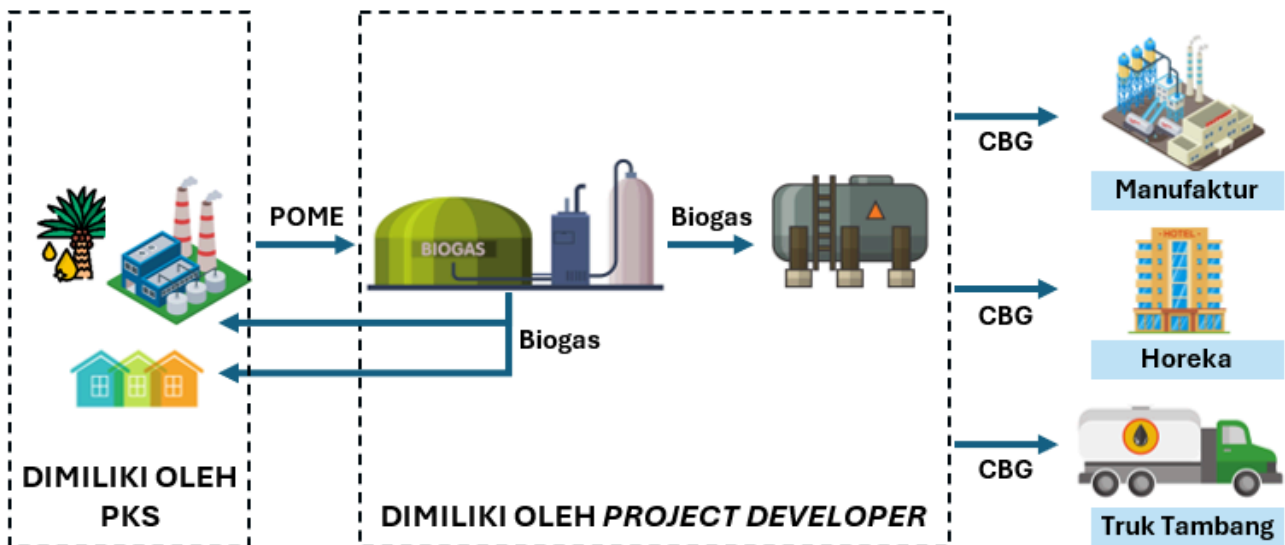 POME
BIOGAS
Biogas
Biogas
DIMILIKI OLEH
PKS
DIMILIKI OLEH PROJECT DEVELOPER
CBG
Manufaktur
HOTEL
CBG
Horeka
CBG
Truk Tambang